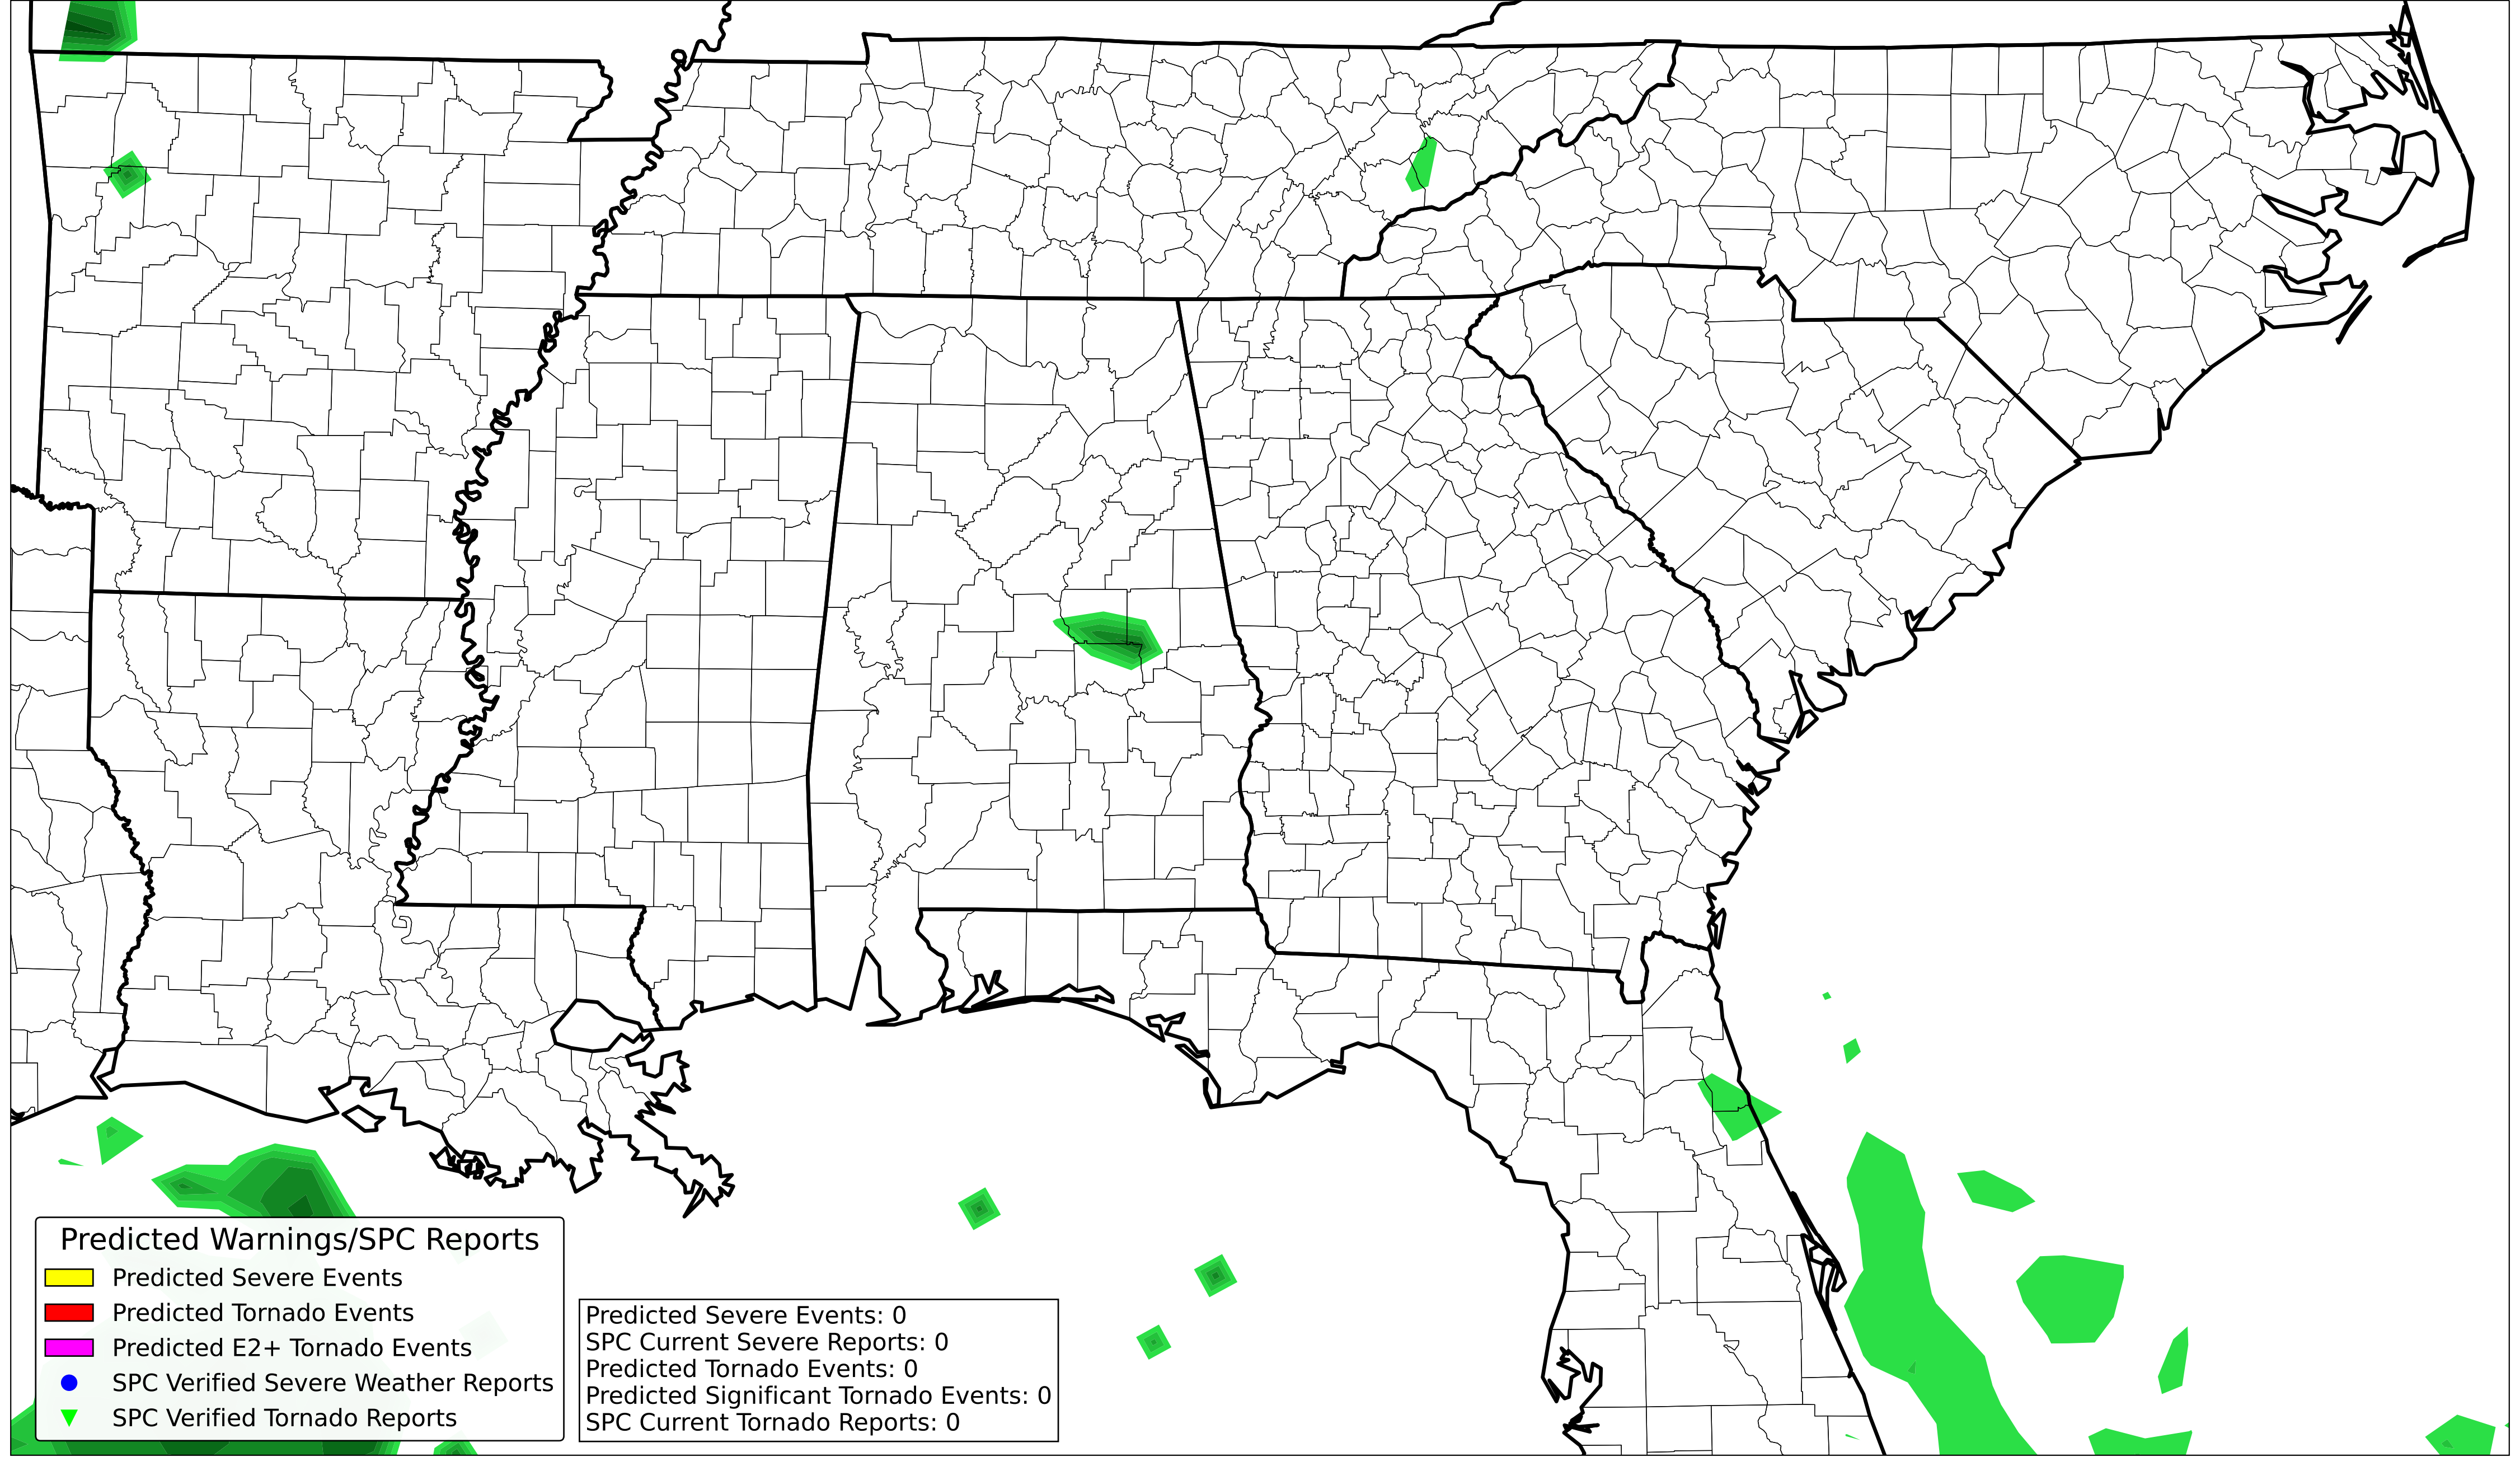 Predicted Warnings/SPC Reports
Predicted Severe Events
Predicted Tornado Events
Predicted E2+ Tornado Events
SPC Verified Severe Weather Reports
SPC Verified Tornado Reports
Predicted Severe Events: 0
SPC Current Severe Reports: 0
Predicted Tornado Events: 0
Predicted Significant Tornado Events: 0
SPC Current Tornado Reports: 0